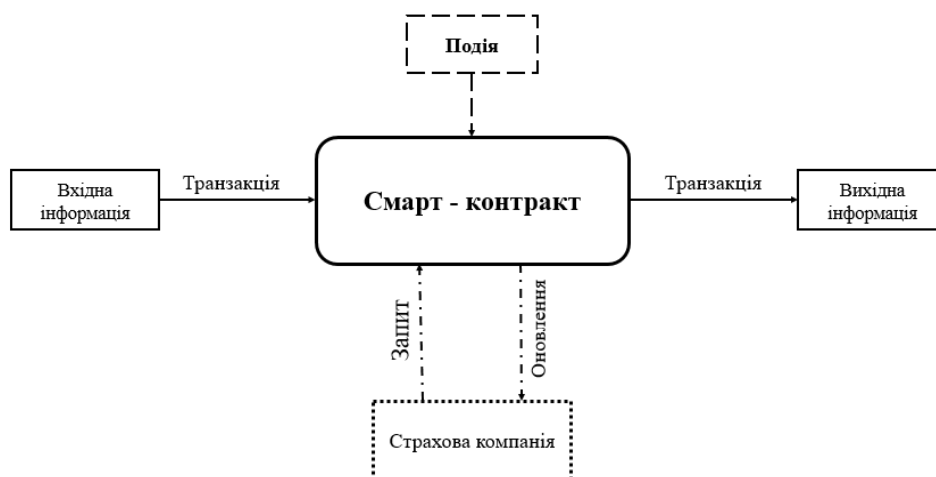 Подія
Вхідна
інформація
Транзакція
Смарт - контракт
Транзакція
Вихідна
інформація
Запит
Оновлення
Страхова компанія